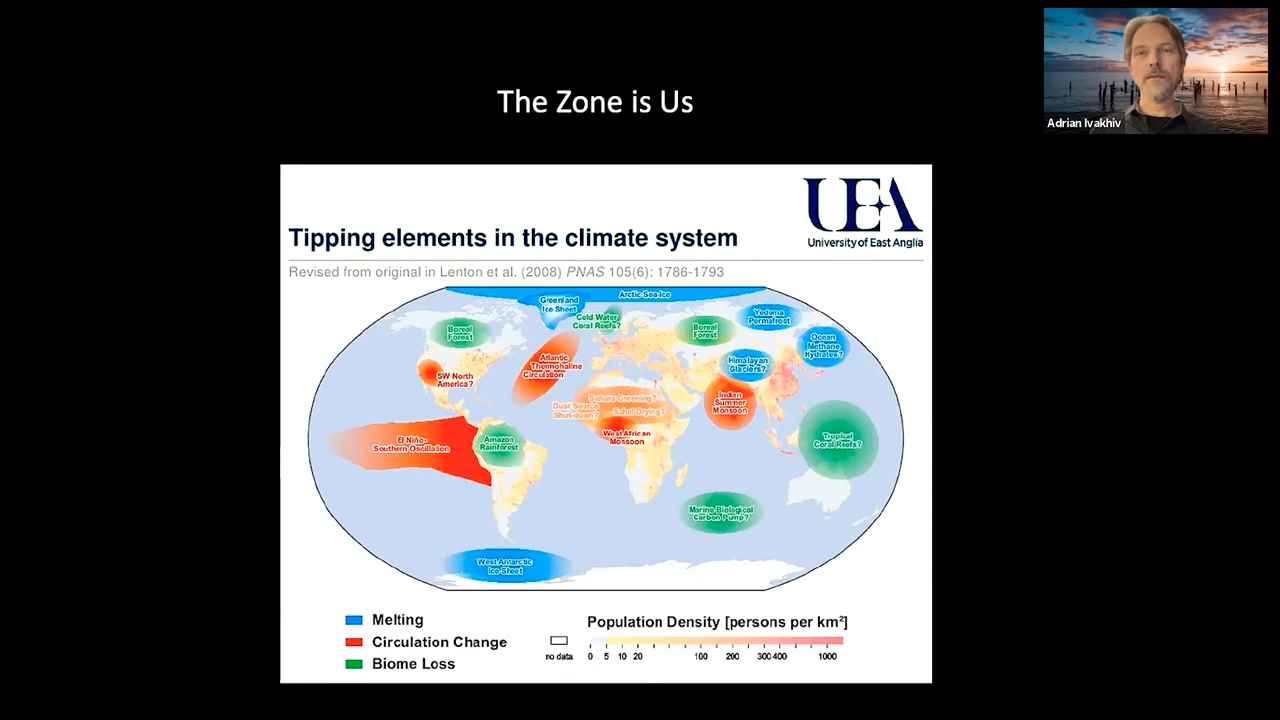 The Zone is Us
Adrian Ivakhiv
UEA
University of East Anglia
Tipping elements in the climate system
Revised from original in Lenton et al. (2008) PNAS 105(6): 1786-1793
Arctic Sea-Ice
Greenland
Ice Sheet
Cold Water
Coral Reefs?
Boreal
Forest
Boreal
Forest
Yedoma
Permafrost
Ocean
Methane
Hydrates?
Himalayan
Glaciers?
Atlantic
Thermohaline
Circulation
SW North
America?
Indian
Summer
Monsoon
Sahara Greening?
Dust Source
Shut-down?
Sahel Drying?
West African
Monsoon
El Niño-
Southern Oscillation
Amazon
Rainforest
Tropical
Coral Reefs?
Marine Biological
Carbon Pump?
West Antarctic
Ice Sheet
Melting
Circulation Change
Biome Loss
Population Density [persons per km²]
no data
0 5 10 20 100 200 300 400 1000